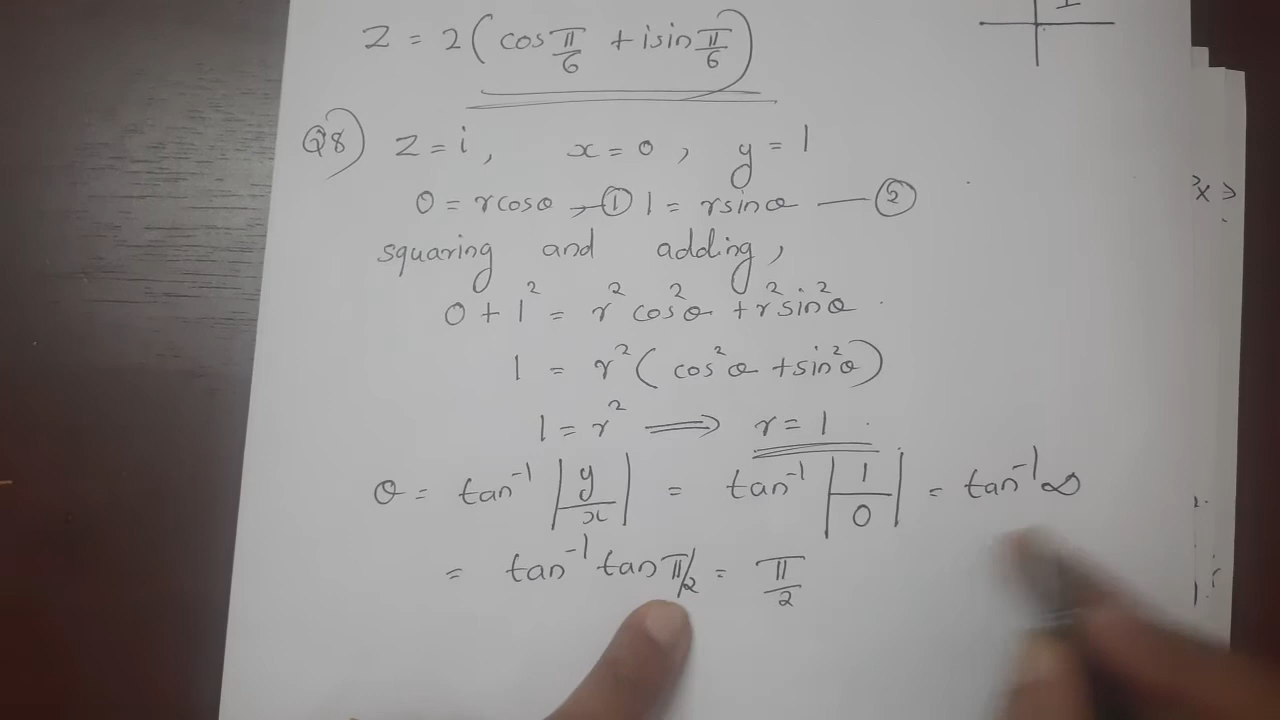 Z = 2 ( cos π/6 + i sin π/6 )
Q8) Z = i, x = 0, y = 1
0 = r cos θ → ① 1 = r sin θ — ②
squaring and adding,
0 + 1² = r² cos² θ + r² sin² θ
1 = r² ( cos² θ + sin² θ )
1 = r² ⟹ r = 1
θ = tan⁻¹ |y/x| = tan⁻¹ |1/0| = tan⁻¹ ∞
= tan⁻¹ tan π/2 = π/2